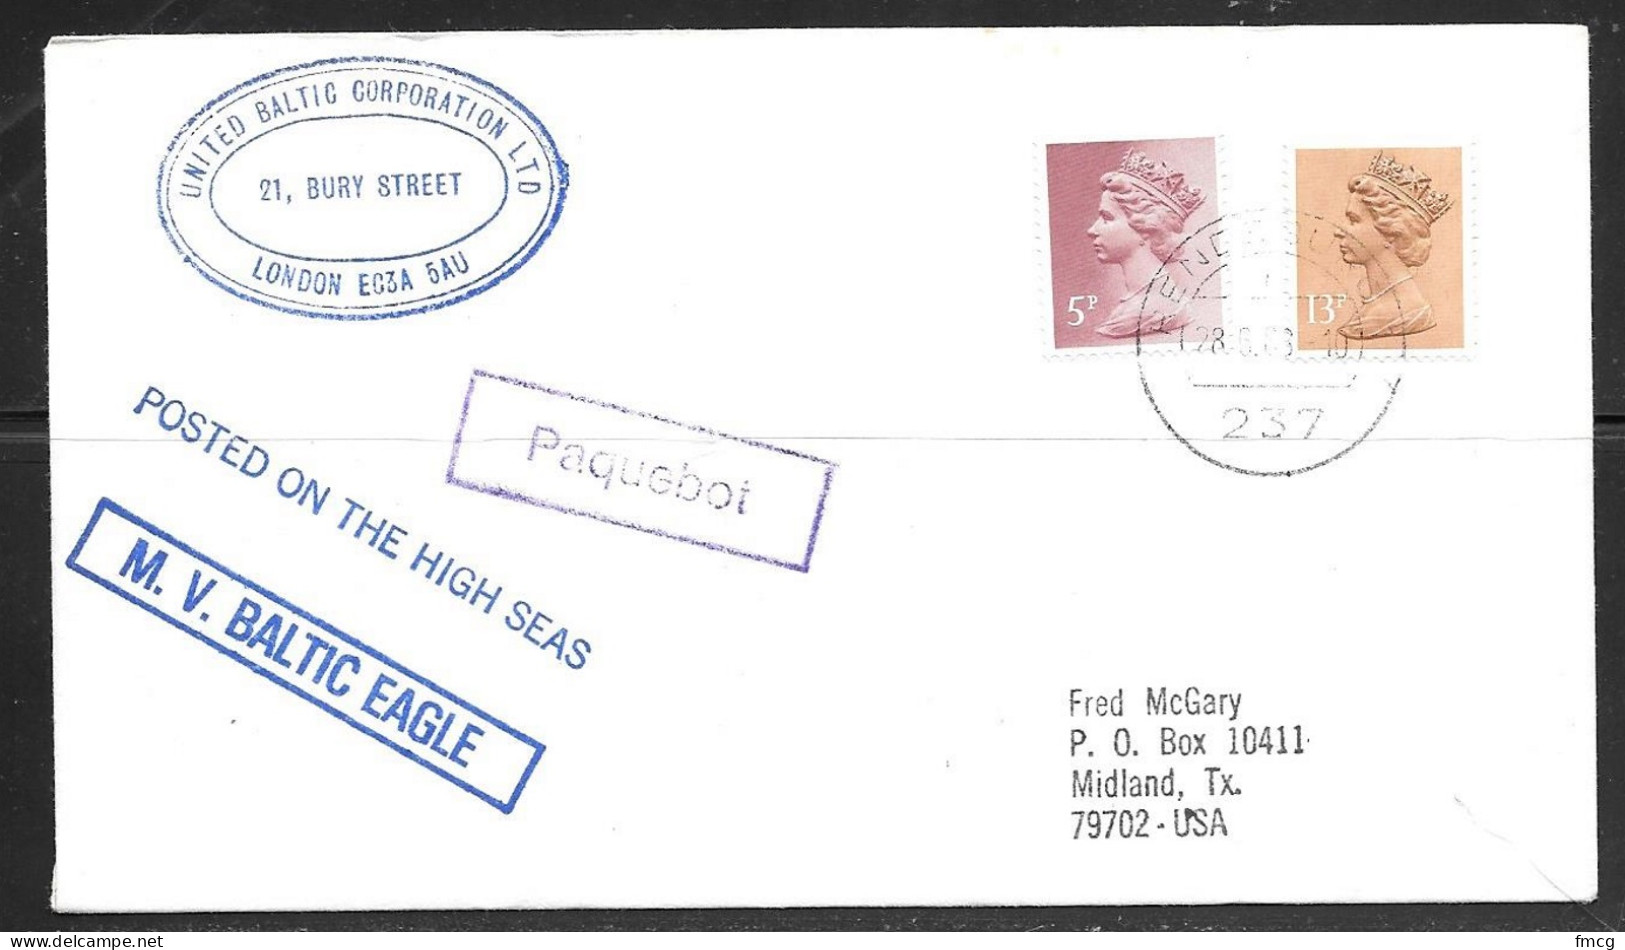 UNITED BALTIC CORPORATION LTD
21, BURY STREET
LONDON EC3A 5AU
5P
13P
237
Paquebot
POSTED ON THE HIGH SEAS
M. V. BALTIC EAGLE
Fred McGary
P. O. Box 10411
Midland, Tx.
79702-USA
fmcg